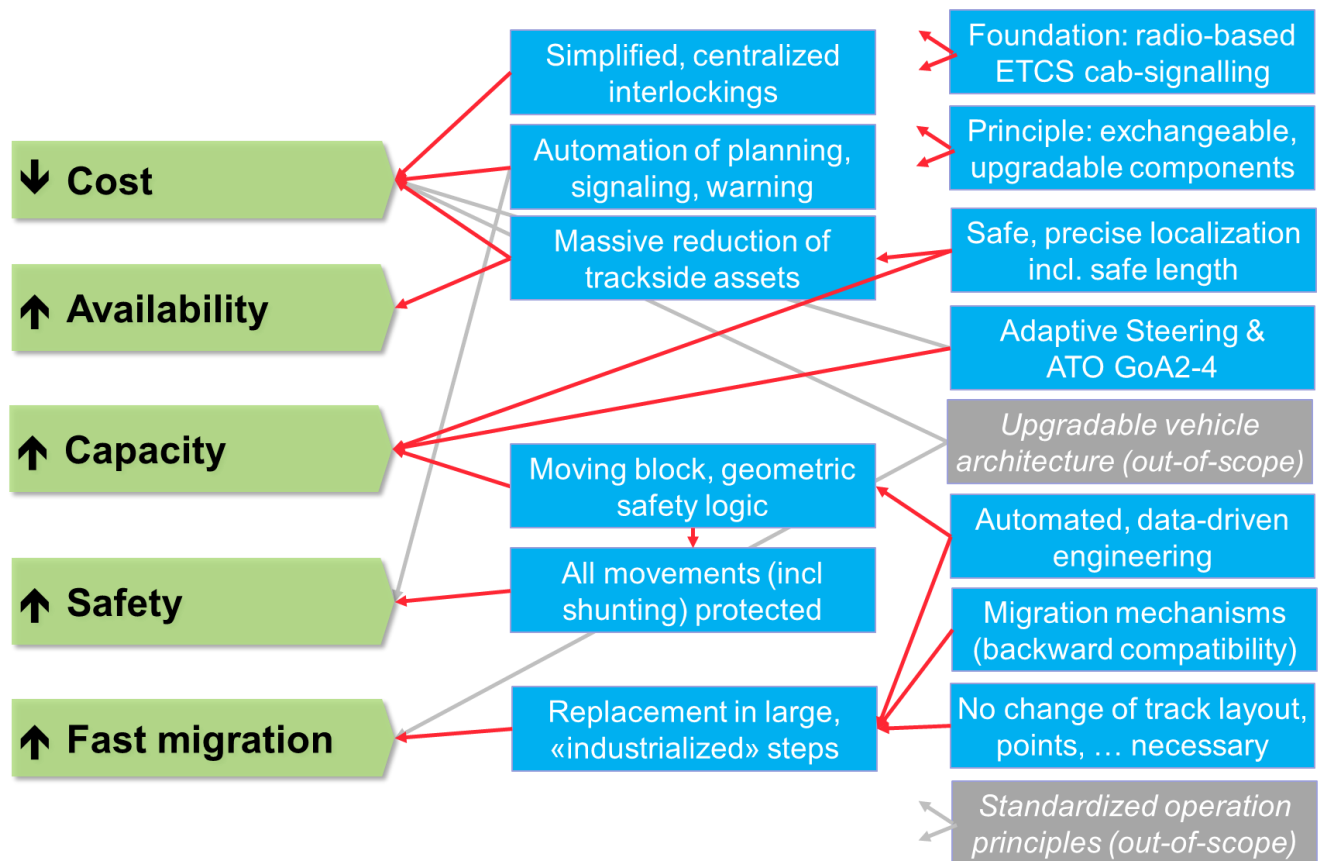 Cost
Availability
Capacity
Safety
Fast migration
Simplified, centralized
interlockings
Automation of planning,
signaling, warning
Massive reduction of
trackside assets
Moving block, geometric
safety logic
All movements (incl
shunting) protected
Replacement in large,
«industrialized» steps
Foundation: radio-based
ETCS cab-signalling
Principle: exchangeable,
upgradable components
Safe, precise localization
incl. safe length
Adaptive Steering &
ATO GoA2-4
Upgradable vehicle
architecture (out-of-scope)
Automated, data-driven
engineering
Migration mechanisms
(backward compatibility)
No change of track layout,
points, … necessary
Standardized operation
principles (out-of-scope)